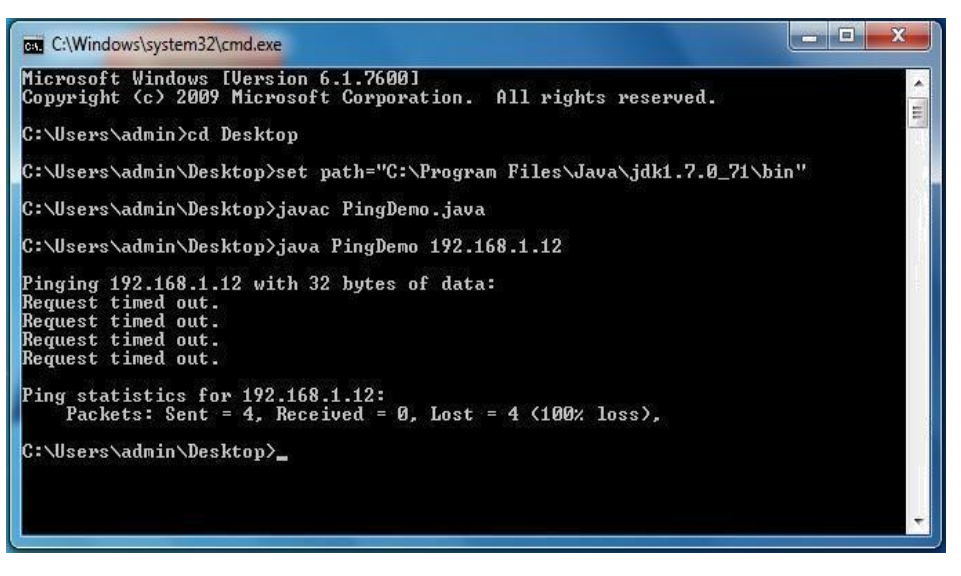 C:\Windows\system32\cmd.exe
Microsoft Windows [Version 6.1.7600]
Copyright (c) 2009 Microsoft Corporation.  All rights reserved.
C:\Users\admin>cd Desktop
C:\Users\admin\Desktop>set path="C:\Program Files\Java\jdk1.7.0_71\bin"
C:\Users\admin\Desktop>javac PingDemo.java
C:\Users\admin\Desktop>java PingDemo 192.168.1.12
Pinging 192.168.1.12 with 32 bytes of data:
Request timed out.
Request timed out.
Request timed out.
Request timed out.
Ping statistics for 192.168.1.12:
    Packets: Sent = 4, Received = 0, Lost = 4 (100% loss),
C:\Users\admin\Desktop>_